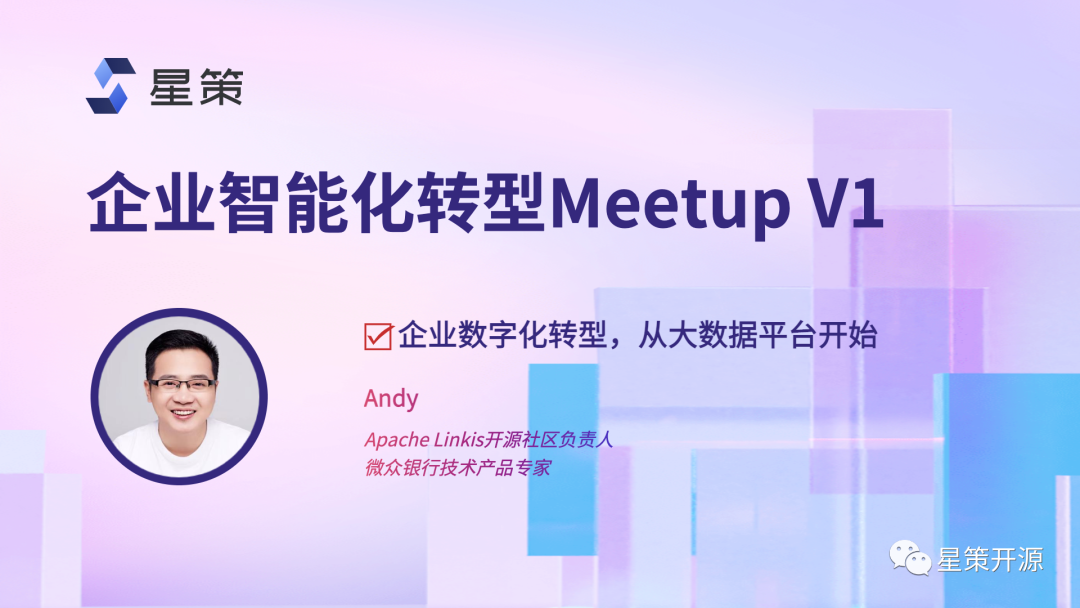 星策
企业智能化转型Meetup V1
企业数字化转型，从大数据平台开始
Andy
Apache Linkis开源社区负责人
微众银行技术产品专家
星策开源